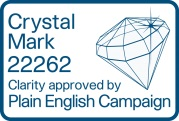 Crystal
Mark
22262
Clarity approved by
Plain English Campaign